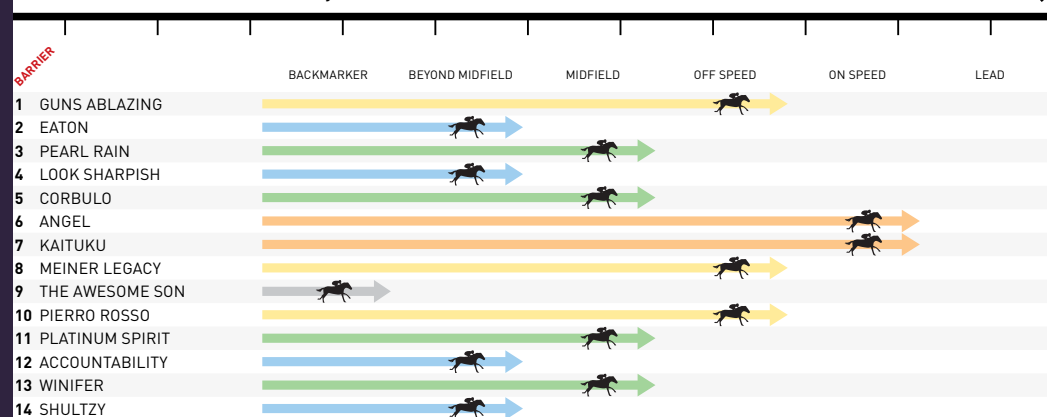 BARRIER
BACKMARKER BEYOND MIDFIELD MIDFIELD OFF SPEED ON SPEED LEAD
1 GUNS ABLAZING
2 EATON
3 PEARL RAIN
4 LOOK SHARPISH
5 CORBULO
6 ANGEL
7 KAITUKU
8 MEINER LEGACY
9 THE AWESOME SON
10 PIERRO ROSSO
11 PLATINUM SPIRIT
12 ACCOUNTABILITY
13 WINIFER
14 SHULTZY